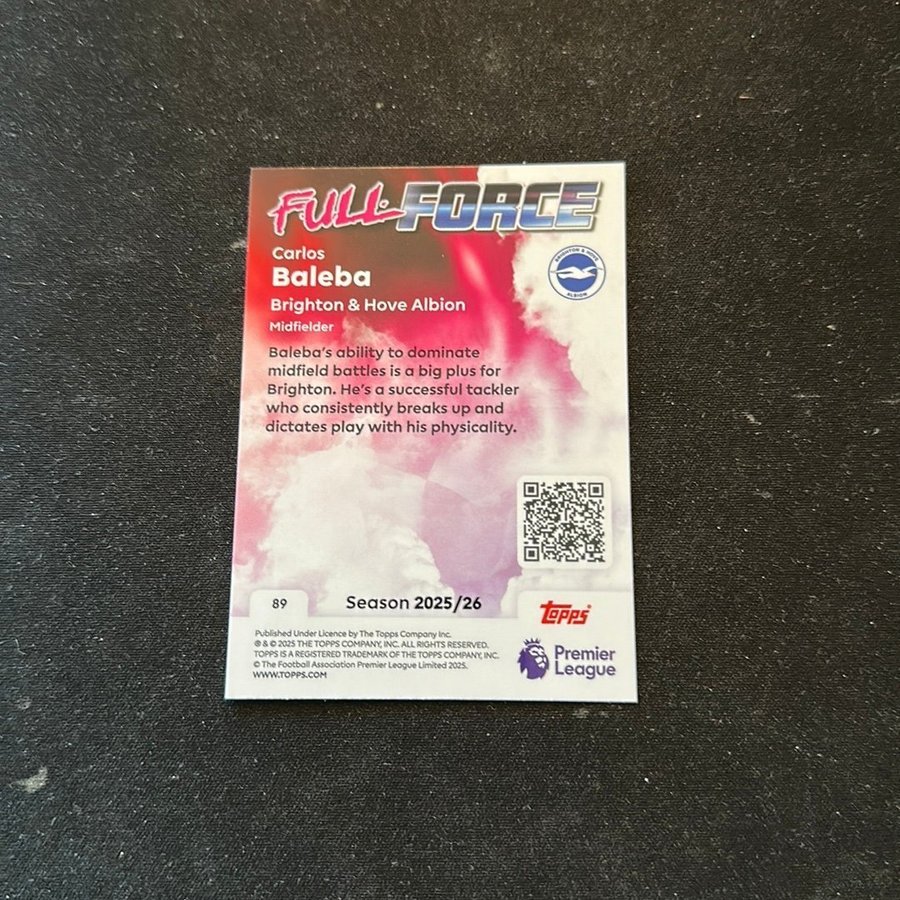 FULL FORCE
Carlos
Baleba
Brighton & Hove Albion
Midfielder
BRIGHTON & HOVE
ALBION
Baleba's ability to dominate
midfield battles is a big plus for
Brighton. He's a successful tackler
who consistently breaks up and
dictates play with his physicality.
89
Season 2025/26
Topps
Published Under Licence by The Topps Company Inc.
® & © 2025 THE TOPPS COMPANY, INC. ALL RIGHTS RESERVED.
TOPPS IS A REGISTERED TRADEMARK OF THE TOPPS COMPANY, INC.
© The Football Association Premier League Limited 2025.
WWW.TOPPS.COM
Premier
League